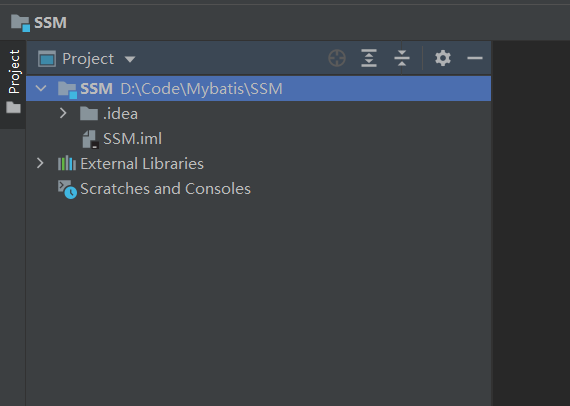 SSM
Project
Project
SSM D:\Code\Mybatis\SSM
.idea
SSM.iml
External Libraries
Scratches and Consoles